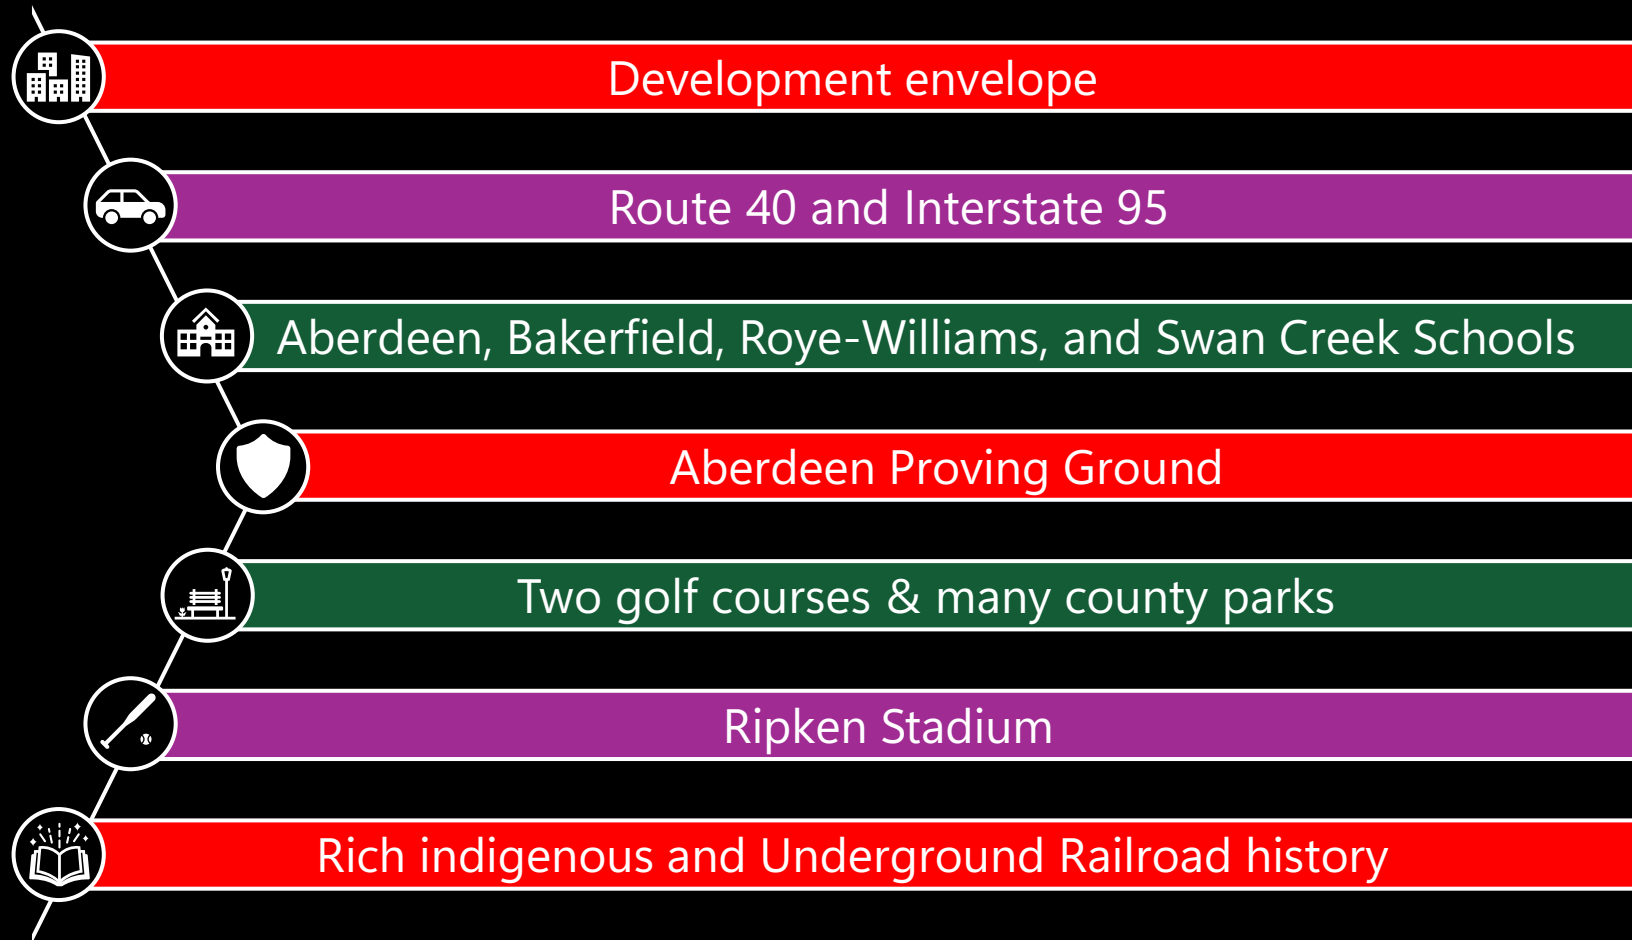 Development envelope
Route 40 and Interstate 95
Aberdeen, Bakerfield, Roye-Williams, and Swan Creek Schools
Aberdeen Proving Ground
Two golf courses & many county parks
Ripken Stadium
Rich indigenous and Underground Railroad history